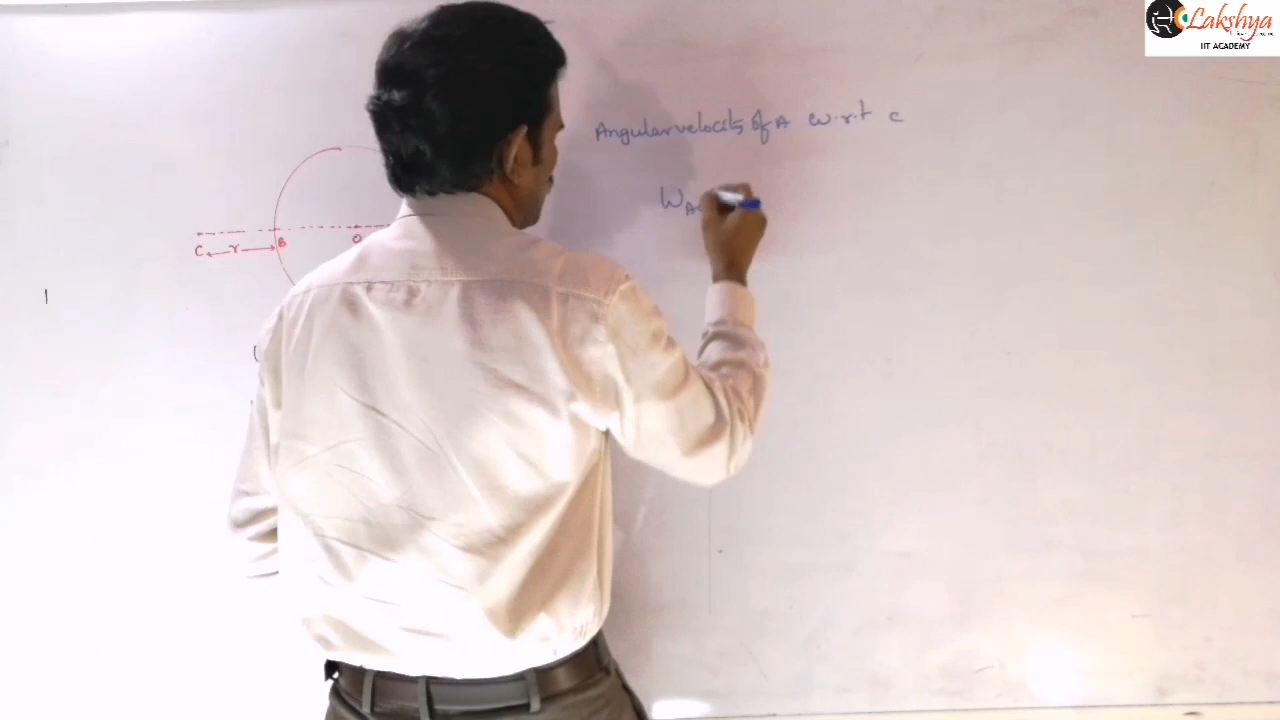 Lakshya
IIT ACADEMY
Angular velocity of A w.r.t C
W A
C r B O